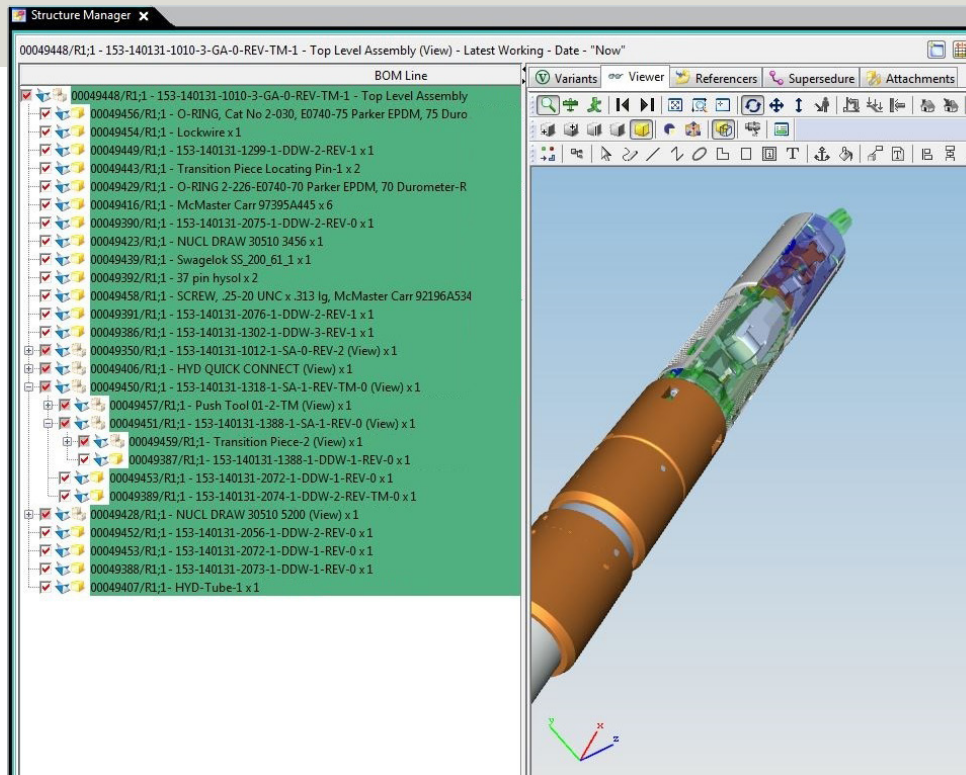 Structure Manager
00049448/R1;1 - 153-140131-1010-3-GA-0-REV-TM-1 - Top Level Assembly (View) - Latest Working - Date - "Now"
BOM Line
Variants Viewer Referencers Supersedure Attachments
00049448/R1;1 - 153-140131-1010-3-GA-0-REV-TM-1 - Top Level Assembly
00049456/R1;1 - O-RING, Cat No 2-030, E0740-75 Parker EPDM, 75 Duro
00049454/R1;1 - Lockwire x 1
00049449/R1;1 - 153-140131-1299-1-DDW-2-REV-1 x 1
00049443/R1;1 - Transition Piece Locating Pin-1 x 2
00049429/R1;1 - O-RING 2-226-E0740-70 Parker EPDM, 70 Durometer-R
00049416/R1;1 - McMaster Carr 97395A445 x 6
00049390/R1;1 - 153-140131-2075-1-DDW-2-REV-0 x 1
00049423/R1;1 - NUCL DRAW 30510 3456 x 1
00049439/R1;1 - Swagelok SS_200_61_1 x 1
00049392/R1;1 - 37 pin hysol x 2
00049458/R1;1 - SCREW, .25-20 UNC x .313 lg, McMaster Carr 92196A534
00049391/R1;1 - 153-140131-2076-1-DDW-2-REV-1 x 1
00049386/R1;1 - 153-140131-1302-1-DDW-3-REV-1 x 1
00049350/R1;1 - 153-140131-1012-1-SA-0-REV-2 (View) x 1
00049406/R1;1 - HYD QUICK CONNECT (View) x 1
00049450/R1;1 - 153-140131-1318-1-SA-1-REV-TM-0 (View) x 1
00049457/R1;1 - Push Tool 01-2-TM (View) x 1
00049451/R1;1 - 153-140131-1388-1-SA-1-REV-0 (View) x 1
00049459/R1;1- Transition Piece-2 (View) x 1
00049387/R1;1- 153-140131-1388-1-DDW-1-REV-0 x 1
00049453/R1;1 - 153-140131-2072-1-DDW-1-REV-0 x 1
00049389/R1;1 - 153-140131-2074-1-DDW-2-REV-TM-0 x 1
00049428/R1;1 - NUCL DRAW 30510 5200 (View) x 1
00049452/R1;1 - 153-140131-2056-1-DDW-2-REV-0 x 1
00049453/R1;1 - 153-140131-2072-1-DDW-1-REV-0 x 1
00049388/R1;1 - 153-140131-2073-1-DDW-1-REV-0 x 1
00049407/R1;1- HYD-Tube-1 x 1
Y X Z